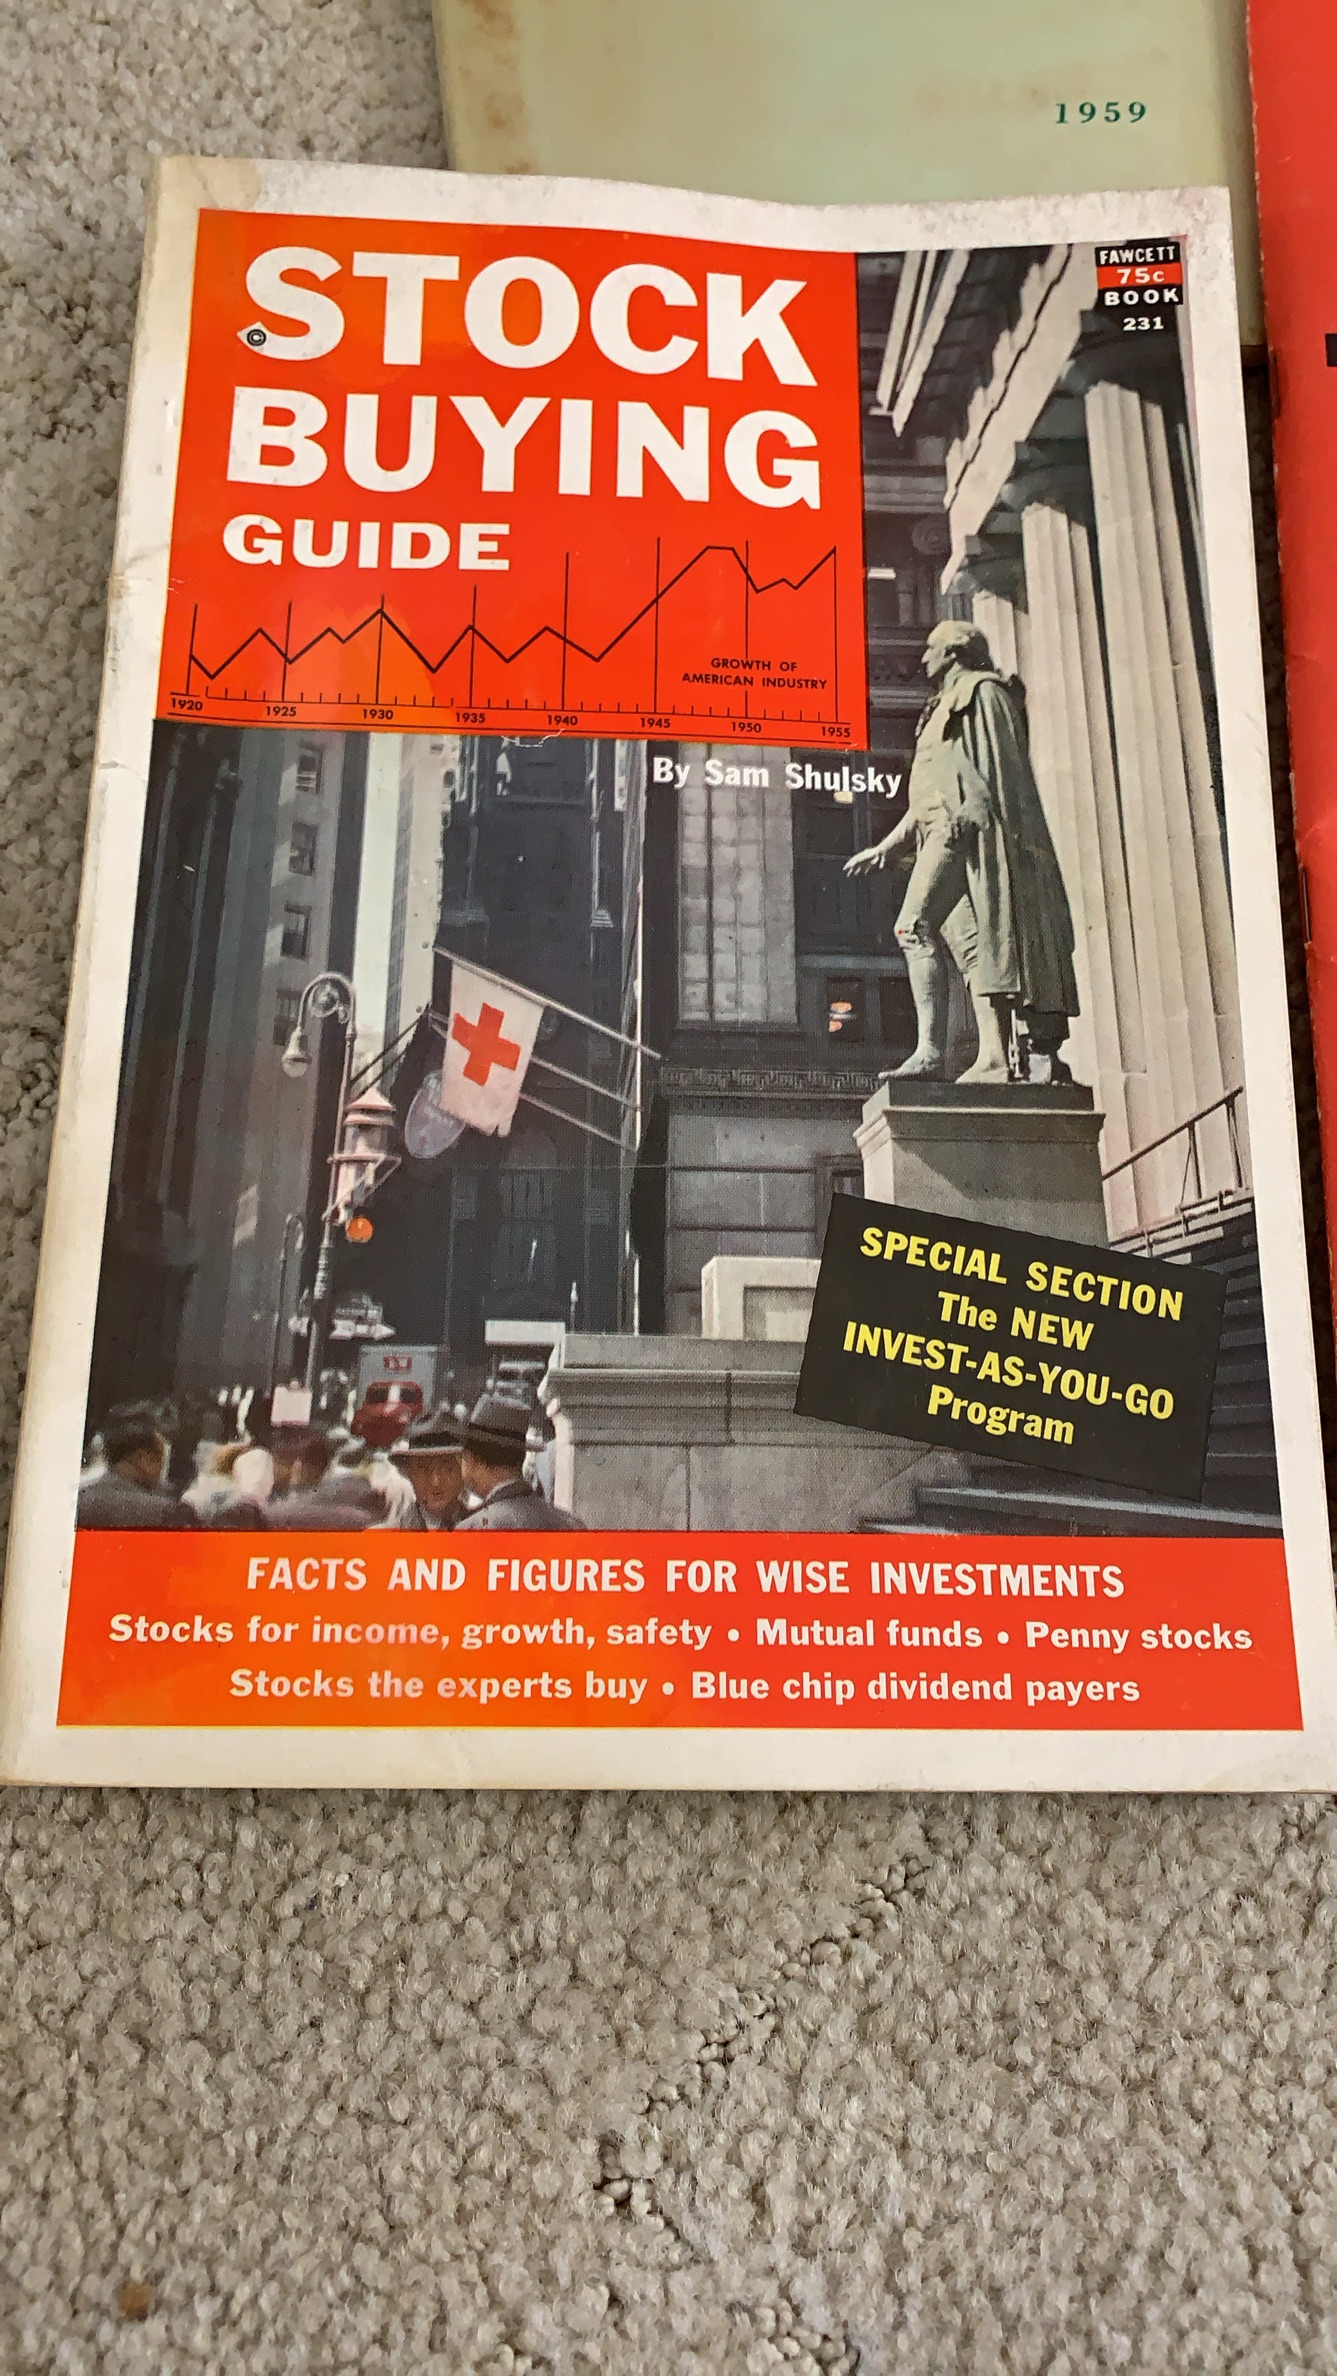 1959
FAWCETT
75c
BOOK
231
STOCK
©
BUYING
GUIDE
GROWTH OF
AMERICAN INDUSTRY
1920 1925 1930 1935 1940 1945 1950 1955
By Sam Shulsky
SPECIAL SECTION
The NEW
INVEST-AS-YOU-GO
Program
FACTS AND FIGURES FOR WISE INVESTMENTS
Stocks for income, growth, safety • Mutual funds • Penny stocks
Stocks the experts buy • Blue chip dividend payers